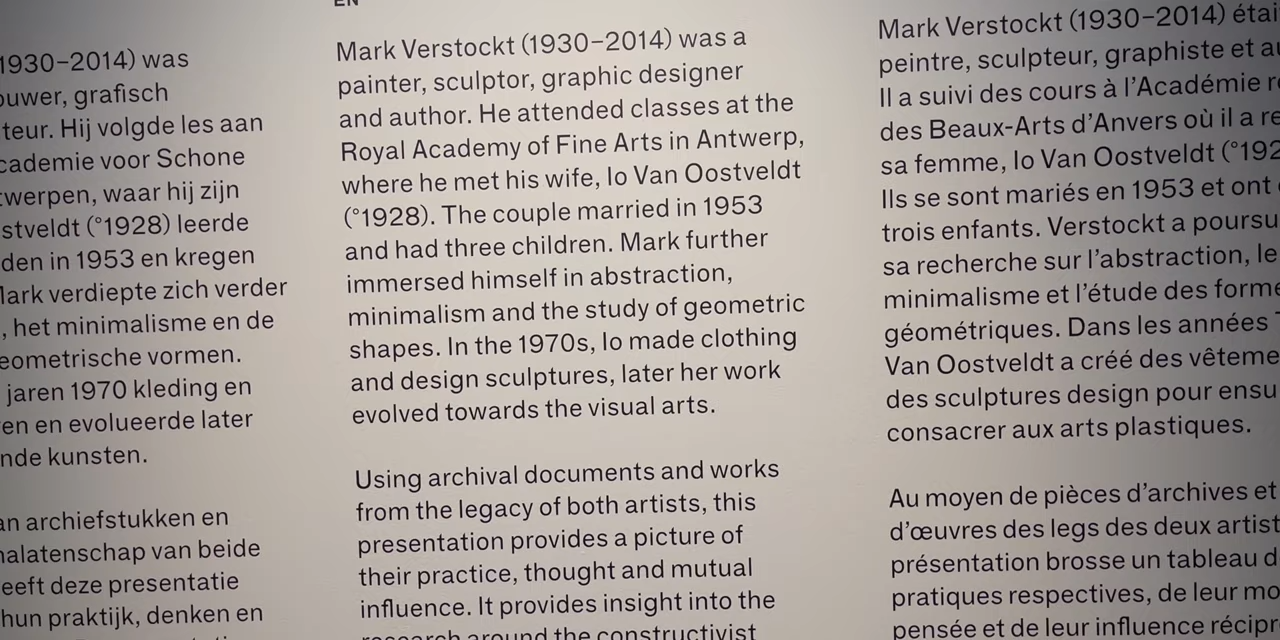 1930–2014) was
grafisch
teur. Hij volgde les aan
voor Schone
waar hij zijn
(°1928) leerde
den in 1953 en kregen
Mark verdiepte zich verder
, het minimalisme en de
geometrische vormen.
jaren 1970 kleding en
en en evolueerde later
nde kunsten.
an archiefstukken en
nalatenschap van beide
geeft deze presentatie
hun praktijk, denken en
EN
Mark Verstockt (1930–2014) was a
painter, sculptor, graphic designer
and author. He attended classes at the
Royal Academy of Fine Arts in Antwerp,
where he met his wife, Io Van Oostveldt
(°1928). The couple married in 1953
and had three children. Mark further
immersed himself in abstraction,
minimalism and the study of geometric
shapes. In the 1970s, Io made clothing
and design sculptures, later her work
evolved towards the visual arts.
Using archival documents and works
from the legacy of both artists, this
presentation provides a picture of
their practice, thought and mutual
influence. It provides insight into the
research around the constructivist
Mark Verstockt (1930–2014) étai
peintre, sculpteur, graphiste et au
Il a suivi des cours à l’Académie r
des Beaux-Arts d’Anvers où il a re
sa femme, Io Van Oostveldt (°192
Ils se sont mariés en 1953 et ont
trois enfants. Verstockt a poursu
sa recherche sur l’abstraction, le
minimalisme et l’étude des forme
géométriques. Dans les années
Van Oostveldt a créé des vêteme
des sculptures design pour ensu
consacrer aux arts plastiques.
Au moyen de pièces d’archives et
d’œuvres des legs des deux artist
présentation brosse un tableau d
pratiques respectives, de leur mo
pensée et de leur influence récipr